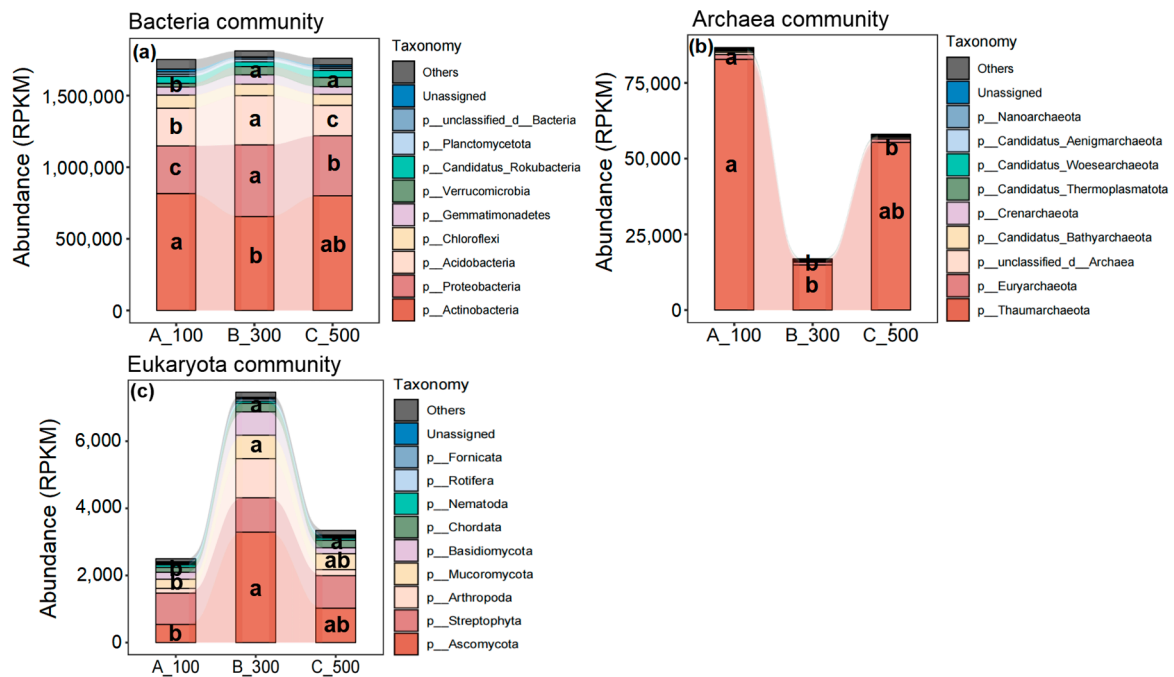 Bacteria community
(a)
Abundance (RPKM)
1,500,000
1,000,000
500,000
0
b
b
c
a
a
a
a
b
a
c
b
ab
A_100
B_300
C_500
Taxonomy
Others
Unassigned
p__unclassified_d__Bacteria
p__Planctomycetota
p__Candidatus_Rokubacteria
p__Verrucomicrobia
p__Gemmatimonadetes
p__Chloroflexi
p__Acidobacteria
p__Proteobacteria
p__Actinobacteria
Archaea community
(b)
Abundance (RPKM)
75,000
50,000
25,000
0
a
a
b
b
b
ab
A_100
B_300
C_500
Taxonomy
Others
Unassigned
p__Nanoarchaeota
p__Candidatus_Aenigmarchaeota
p__Candidatus_Woesearchaeota
p__Candidatus_Thermoplasmatota
p__Crenarchaeota
p__Candidatus_Bathyarchaeota
p__unclassified_d__Archaea
p__Euryarchaeota
p__Thaumarchaeota
Eukaryota community
(c)
Abundance (RPKM)
6,000
4,000
2,000
0
b
b
b
a
a
a
a
ab
ab
A_100
B_300
C_500
Taxonomy
Others
Unassigned
p__Fornicata
p__Rotifera
p__Nematoda
p__Chordata
p__Basidiomycota
p__Mucoromycota
p__Arthropoda
p__Streptophyta
p__Ascomycota